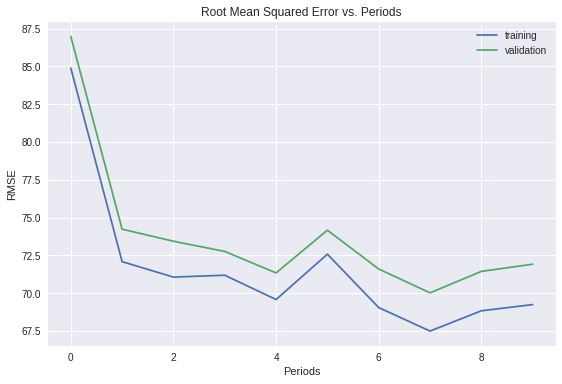 Root Mean Squared Error vs. Periods
training
validation
87.5
85.0
82.5
80.0
77.5
75.0
72.5
70.0
67.5
RMSE
0 2 4 6 8
Periods